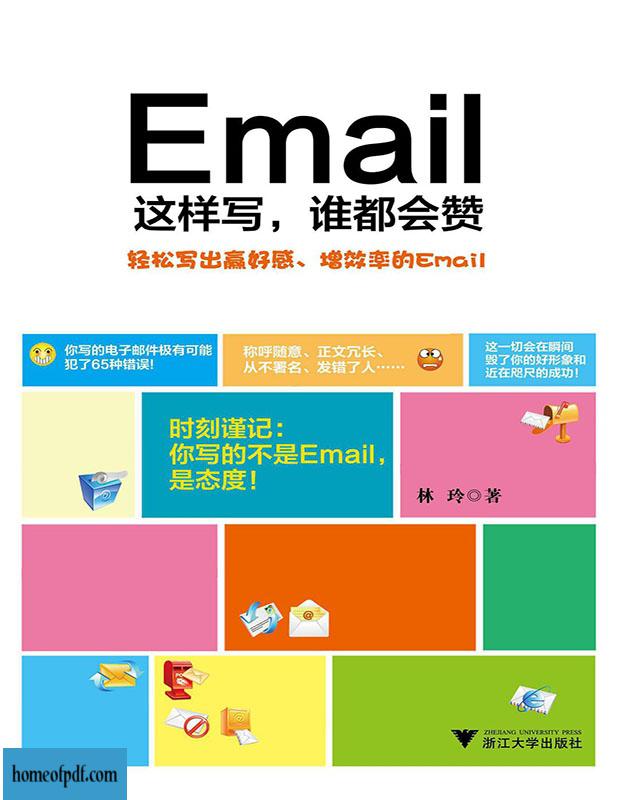 Email
这样写，谁都会赞
轻松写出赢好感、增效率的Email
你写的电子邮件极有可能
犯了65种错误！
称呼随意、正文冗长、
从不署名、发错了人……
这一切会在瞬间
毁了你的好形象和
近在咫尺的成功！
时刻谨记：
你写的不是Email，
是态度！
林 玲◎著
ZHEJIANG UNIVERSITY PRESS
浙江大学出版社
homeofpdf.com